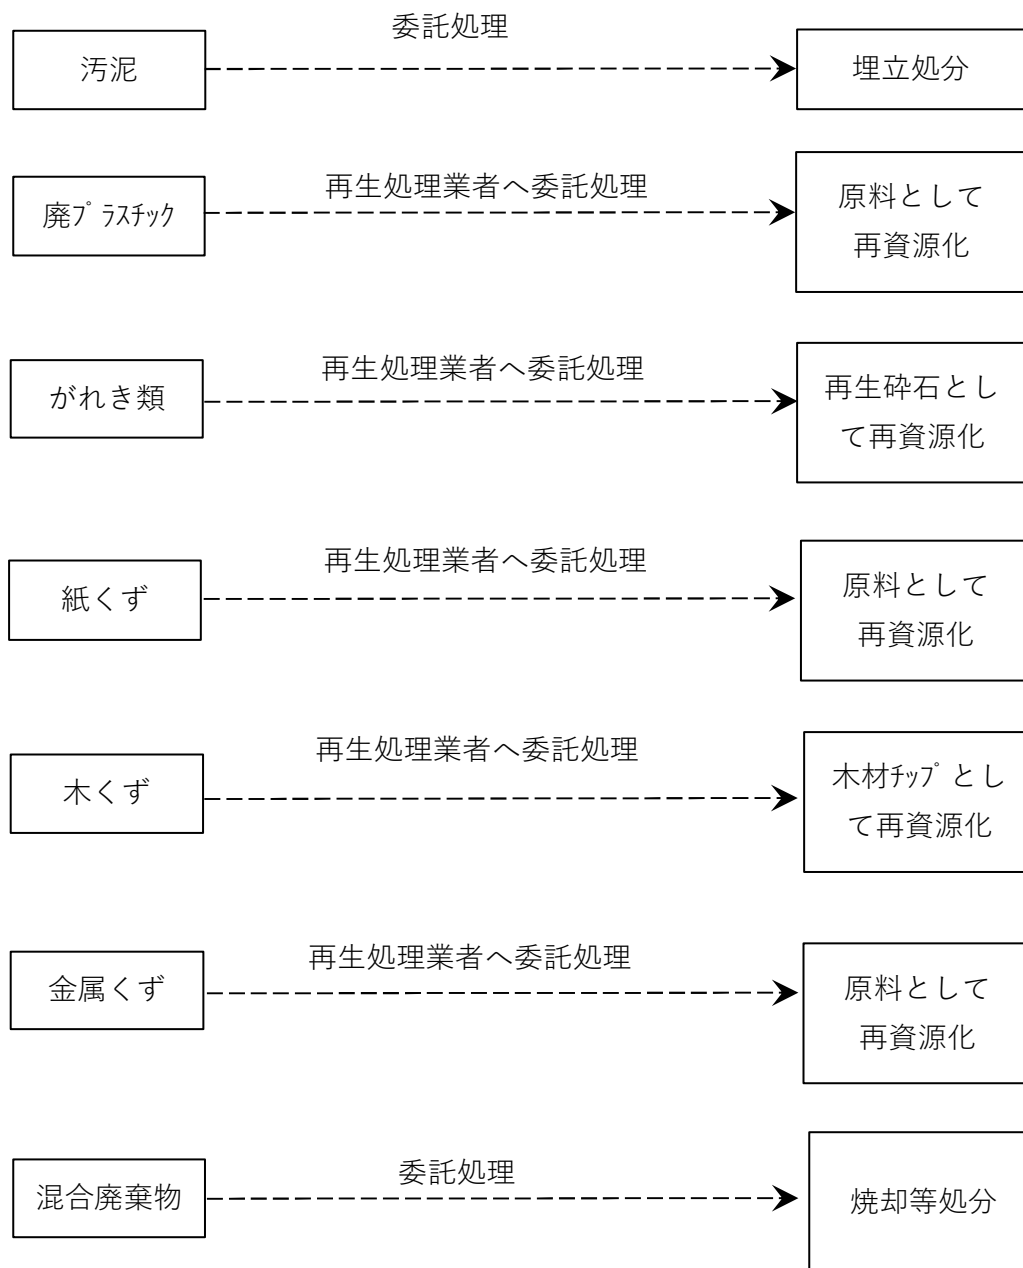 委託処理
汚泥
埋立処分
再生処理業者へ委託処理
廃ﾌﾟﾗｽﾁｯｸ
原料として
再資源化
再生処理業者へ委託処理
がれき類
再生砕石とし
て再資源化
再生処理業者へ委託処理
紙くず
原料として
再資源化
再生処理業者へ委託処理
木くず
木材ﾁｯﾌﾟとし
て再資源化
再生処理業者へ委託処理
金属くず
原料として
再資源化
委託処理
混合廃棄物
焼却等処分